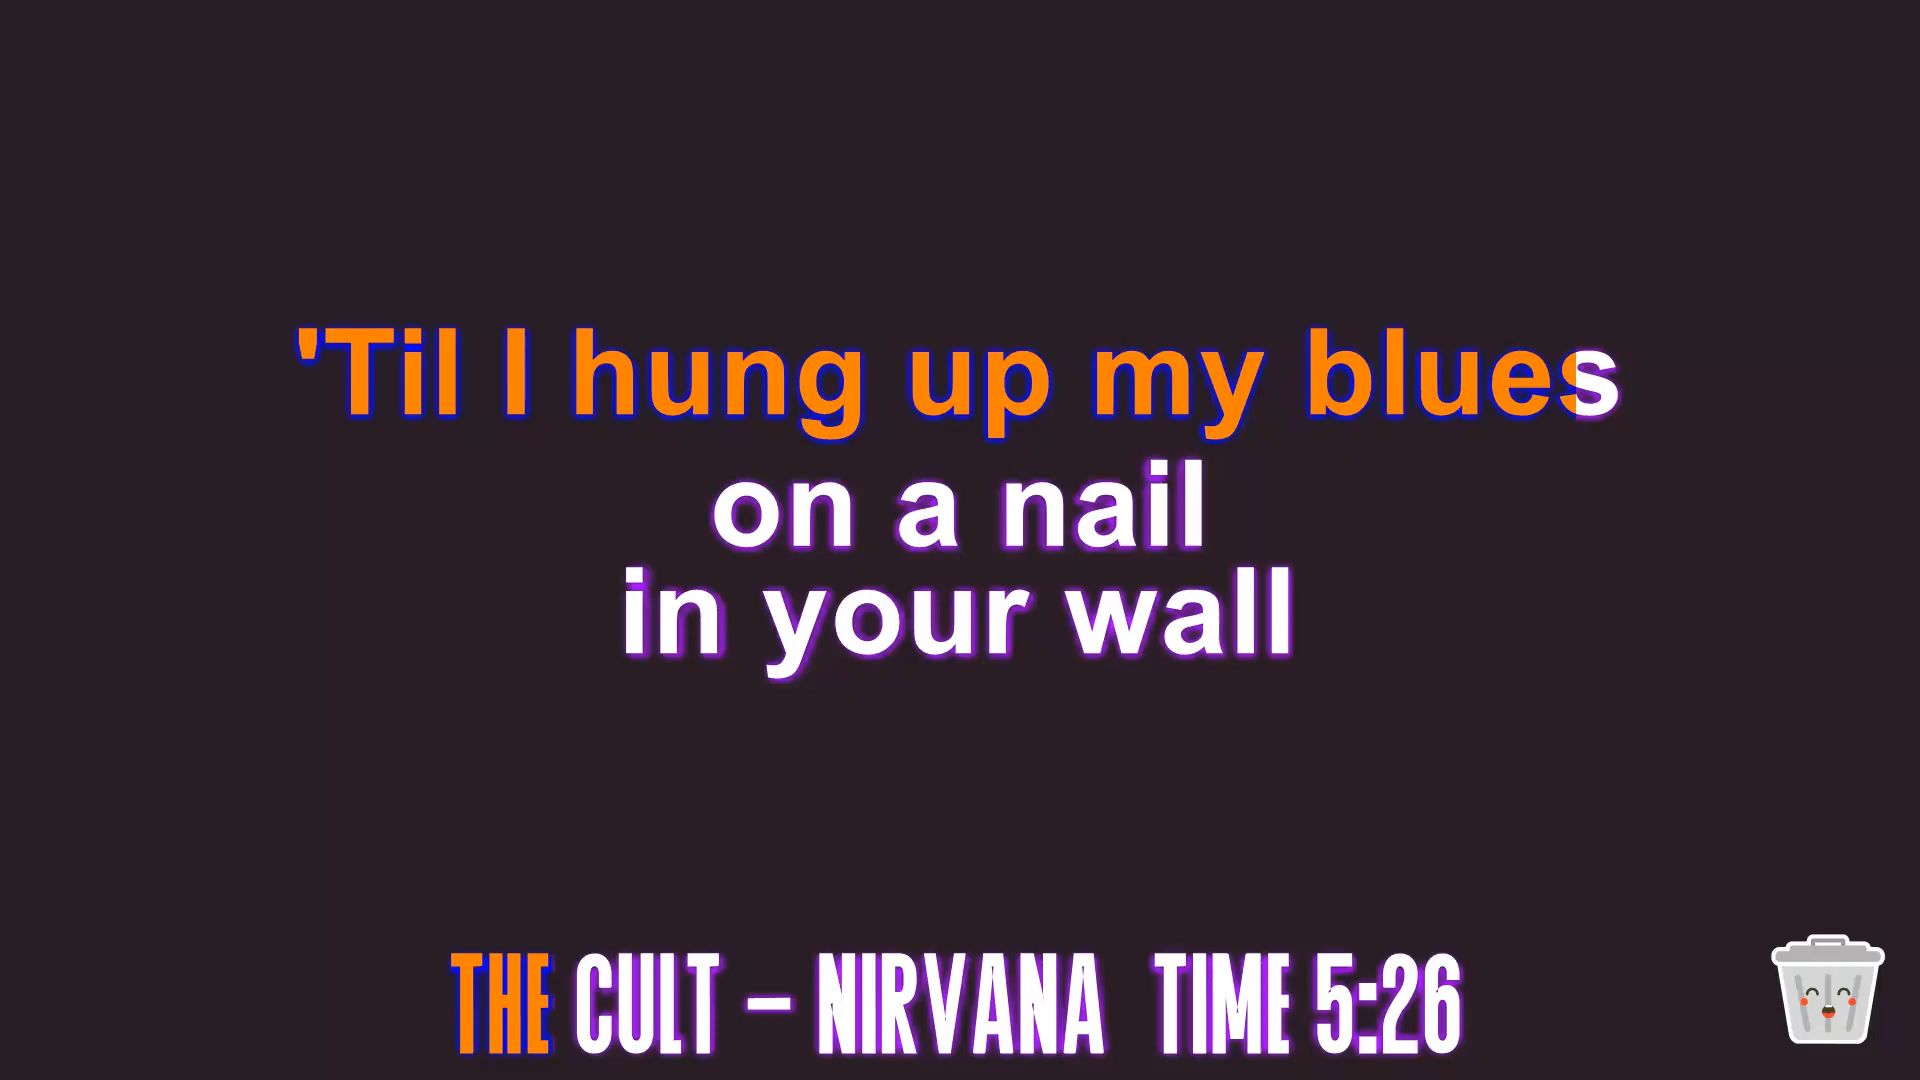 'Til I hung up my blues
on a nail
in your wall
THE CULT – NIRVANA TIME 5:26